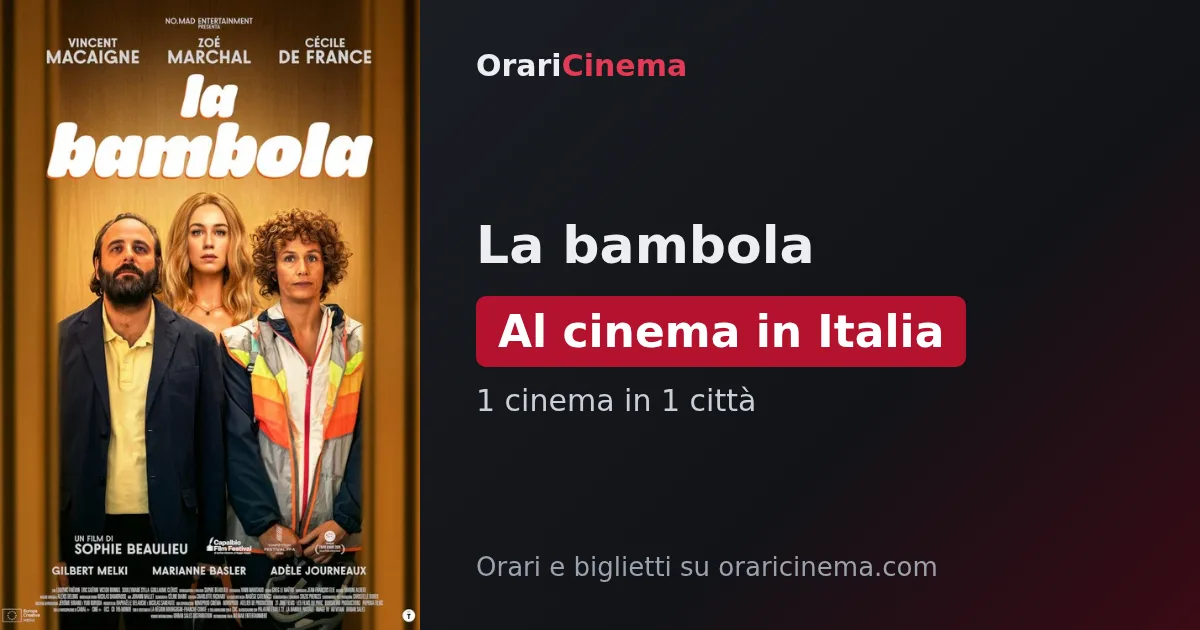 NO.MAD ENTERTAINMENT
PRESENTA
VINCENT MACAIGNE
ZOÉ MARCHAL
CÉCILE DE FRANCE
la
bambola
UN FILM DI
SOPHIE BEAULIEU
Capalbio
Film Festival
GILBERT MELKI MARIANNE BASLER ADÈLE JOURNEAUX
OrariCinema
La bambola
Al cinema in Italia
1 cinema in 1 città
Orari e biglietti su oraricinema.com